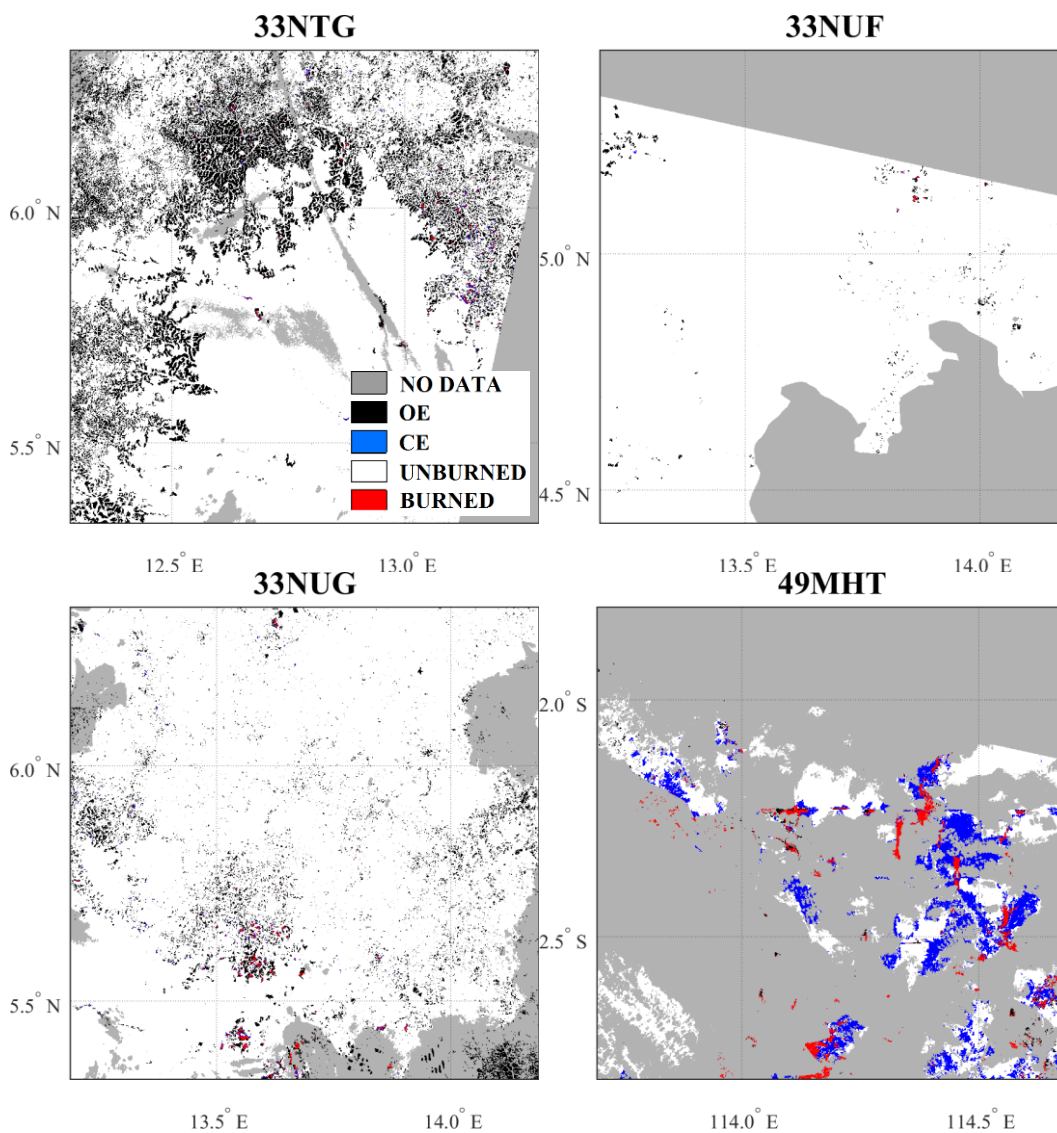 33NTG
33NUF
6.0° N
5.5° N
12.5° E
13.0° E
NO DATA
OE
CE
UNBURNED
BURNED
5.0° N
4.5° N
13.5° E
14.0° E
33NUG
49MHT
6.0° N
5.5° N
13.5° E
14.0° E
2.0° S
2.5° S
114.0° E
114.5° E